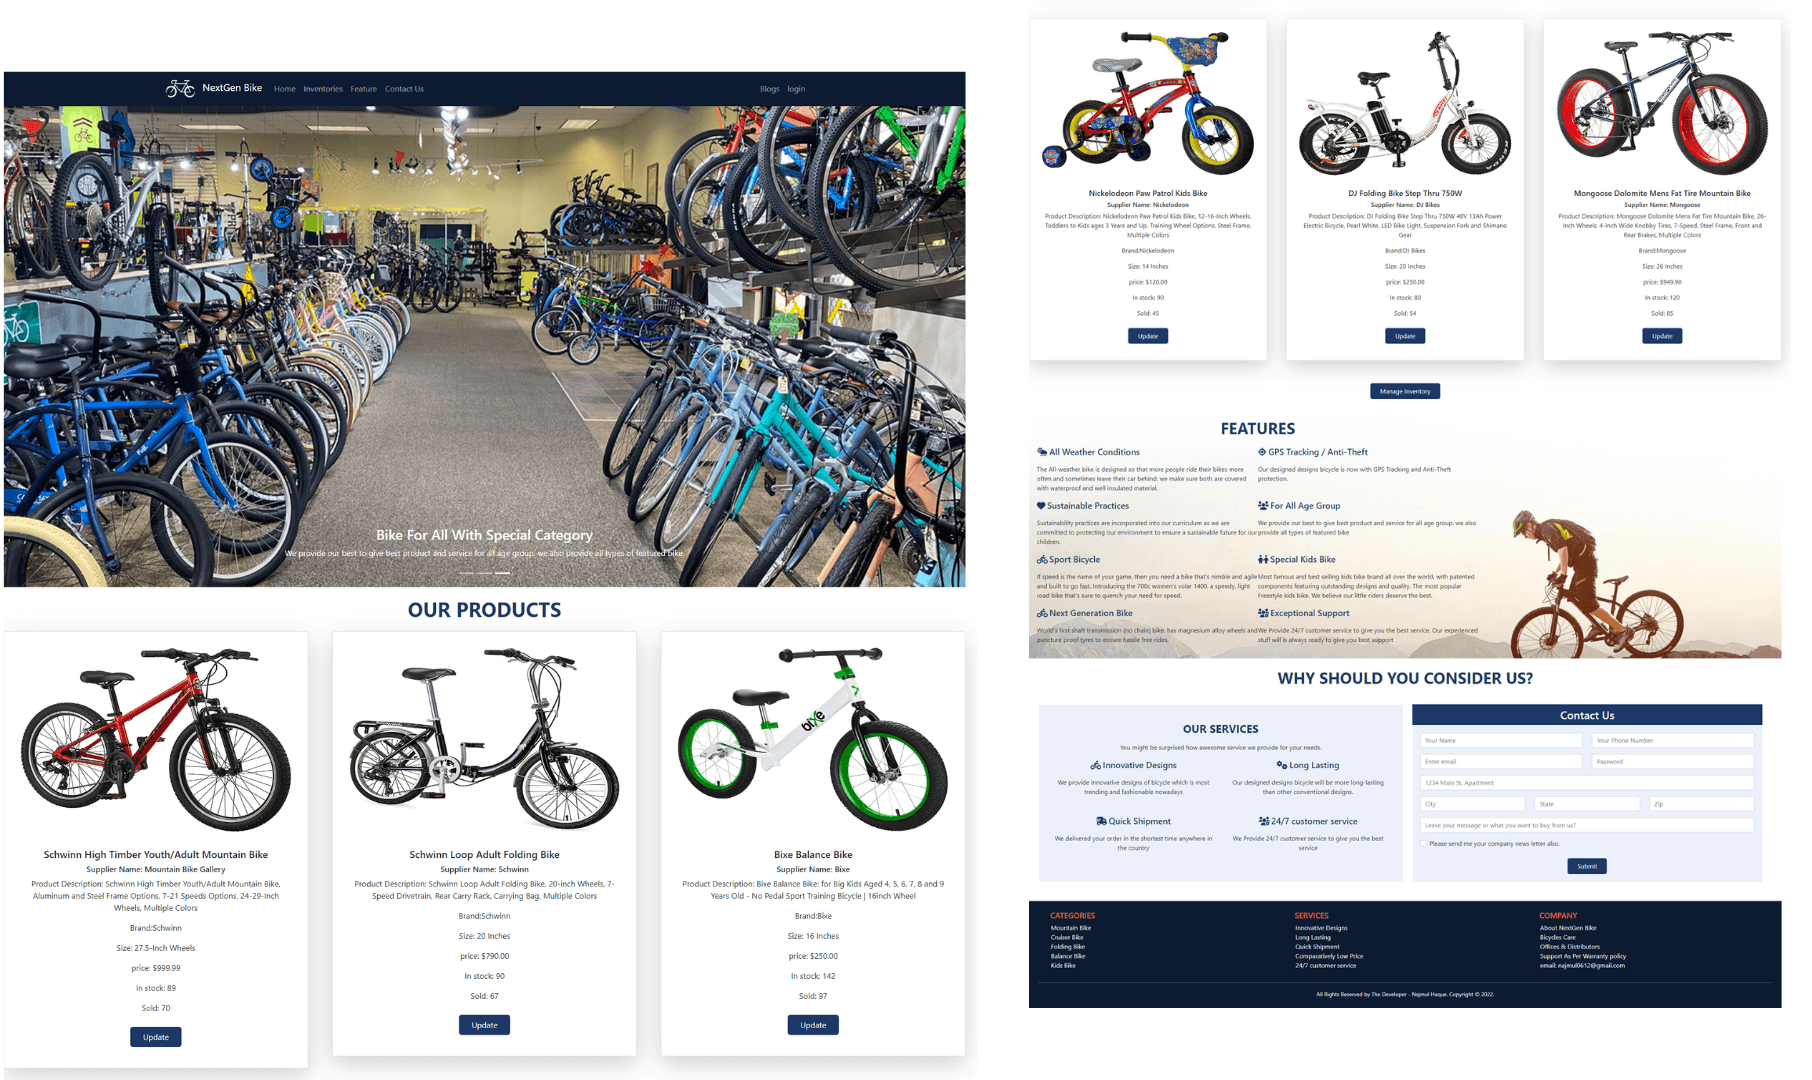 NextGen Bike Home Inventories Feature Contact Us Blogs login
Bike For All With Special Category
We provide our best to give best product and service for all age group. we also provide all types of featured bike.
OUR PRODUCTS
bixe
Schwinn High Timber Youth/Adult Mountain Bike
Supplier Name: Mountain Bike Gallery
Product Description: Schwinn High Timber Youth/Adult Mountain Bike,
Aluminum and Steel Frame Options, 7-21 Speeds Options, 24-29-Inch
Wheels, Multiple Colors
Brand:Schwinn
Size: 27.5-Inch Wheels
price: $999.99
In stock: 89
Sold: 70
Update
Schwinn Loop Adult Folding Bike
Supplier Name: Schwinn
Product Description: Schwinn Loop Adult Folding Bike, 20-inch Wheels, 7-
Speed Drivetrain, Rear Carry Rack, Carrying Bag, Multiple Colors
Brand:Schwinn
Size: 20 Inches
price: $790.00
In stock: 90
Sold: 67
Update
Bixe Balance Bike
Supplier Name: Bixe
Product Description: Bixe Balance Bike: for Big Kids Aged 4, 5, 6, 7, 8 and 9
Years Old - No Pedal Sport Training Bicycle | 16inch Wheel
Brand:Bixe
Size: 16 Inches
price: $250.00
In stock: 142
Sold: 97
Update
Nickelodeon Paw Patrol Kids Bike
Supplier Name: Nickelodeon
Product Description: Nickelodeon Paw Patrol Kids Bike, 12-16-Inch Wheels,
Toddlers to Kids ages 3 Years and Up, Training Wheel Options, Steel Frame,
Multiple Colors
Brand:Nickelodeon
Size: 14 Inches
price: $120.00
In stock: 90
Sold: 45
Update
DJ Folding Bike Step Thru 750W
Supplier Name: DJ Bikes
Product Description: DJ Folding Bike Step Thru 750W 48V 13Ah Power
Electric Bicycle, Pearl White, LED Bike Light, Suspension Fork and Shimano
Gear
Brand:DJ Bikes
Size: 20 Inches
price: $250.00
In stock: 80
Sold: 54
Update
Mongoose Dolomite Mens Fat Tire Mountain Bike
Supplier Name: Mongoose
Product Description: Mongoose Dolomite Mens Fat Tire Mountain Bike, 26-
Inch Wheels, 4-Inch Wide Knobby Tires, 7-Speed, Steel Frame, Front and
Rear Brakes, Multiple Colors
Brand:Mongoose
Size: 26 Inches
price: $949.90
In stock: 120
Sold: 85
Update
Manage Inventory
FEATURES
All Weather Conditions
The All-weather bike is designed so that more people ride their bikes more
often and sometimes leave their car behind. we make sure both are covered
with waterproof and well insulated material.
GPS Tracking / Anti-Theft
Our designed designs bicycle is now with GPS Tracking and Anti-Theft
protection.
Sustainable Practices
Sustainability practices are incorporated into our curriculum as we are
committed to protecting our environment to ensure a sustainable future for our
children.
For All Age Group
We provide our best to give best product and service for all age group. we also
provide all types of featured bike
Sport Bicycle
If speed is the name of your game, then you need a bike that's nimble and agile
and built to go fast. Introducing the 700c women's volar 1400, a speedy, light
road bike that's sure to quench your need for speed.
Special Kids Bike
Most famous and best selling kids bike brand all over the world, with patented
components featuring outstanding designs and quality. The most popular
Freestyle kids bike. We believe our little riders deserve the best.
Next Generation Bike
World's first shaft transmission (no chain) bike, has magnesium alloy wheels and
puncture proof tyres to ensure hassle free rides.
Exceptional Support
We Provide 24/7 customer service to give you the best service. Our experienced
stuff will is always ready to give you best support
WHY SHOULD YOU CONSIDER US?
OUR SERVICES
You might be surprised how awesome service we provide for your needs.
Innovative Designs
We provide innovative designs of bicycle which is most
trending and fashionable nowadays
Long Lasting
Our designed designs bicycle will be more long-lasting
than other conventional designs.
Quick Shipment
We delivered your order in the shortest time anywhere in
the country
24/7 customer service
We Provide 24/7 customer service to give you the best
service
Contact Us
Your Name
Your Phone Number
Enter email
Password
1234 Main St, Apartment
City
State
Zip
Leave your message or what you want to buy from us?
Please send me your company news letter also.
Submit
CATEGORIES
Mountain Bike
Cruiser Bike
Folding Bike
Balance Bike
Kids Bike
SERVICES
Innovative Designs
Long Lasting
Quick Shipment
Comparatively Low Price
24/7 customer service
COMPANY
About NextGen Bike
Bicycles Care
Offices & Distributors
Support As Per Warranty policy
email: najmul0612@gmail.com
All Rights Reserved by The Developer - Najmul Haque. Copyright © 2022.